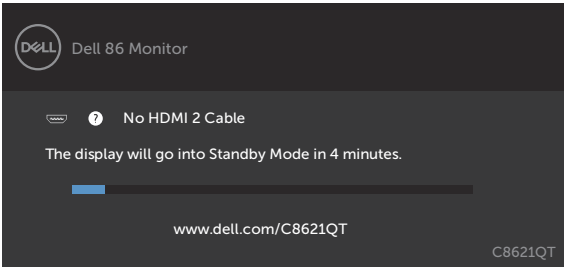 DELL
Dell 86 Monitor
? No HDMI 2 Cable
The display will go into Standby Mode in 4 minutes.
www.dell.com/C8621QT
C8621QT